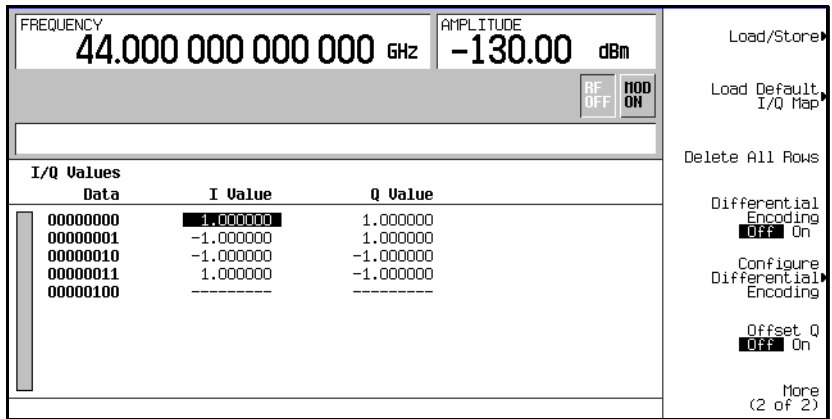 FREQUENCY
44.000 000 000 000 GHz
AMPLITUDE
-130.00 dBm
RF OFF
MOD ON
I/Q Values
Data I Value Q Value
00000000 1.000000 1.000000
00000001 -1.000000 1.000000
00000010 -1.000000 -1.000000
00000011 1.000000 -1.000000
00000100 --------- ---------
Load/Store
Load Default
I/Q Map
Delete All Rows
Differential
Encoding
Off On
Configure
Differential
Encoding
Offset Q
Off On
More
(2 of 2)